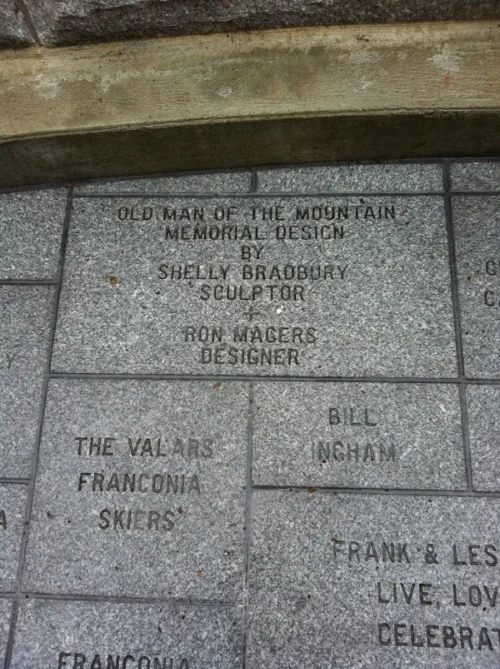 OLD MAN OF THE MOUNTAIN
MEMORIAL DESIGN
BY
SHELLY BRADBURY
SCULPTOR
+
RON MAGERS
DESIGNER
BILL
INGHAM
THE VALARS
FRANCONIA
SKIERS
FRANK & LES
LIVE, LOV
CELEBRAT
FRANCONIA